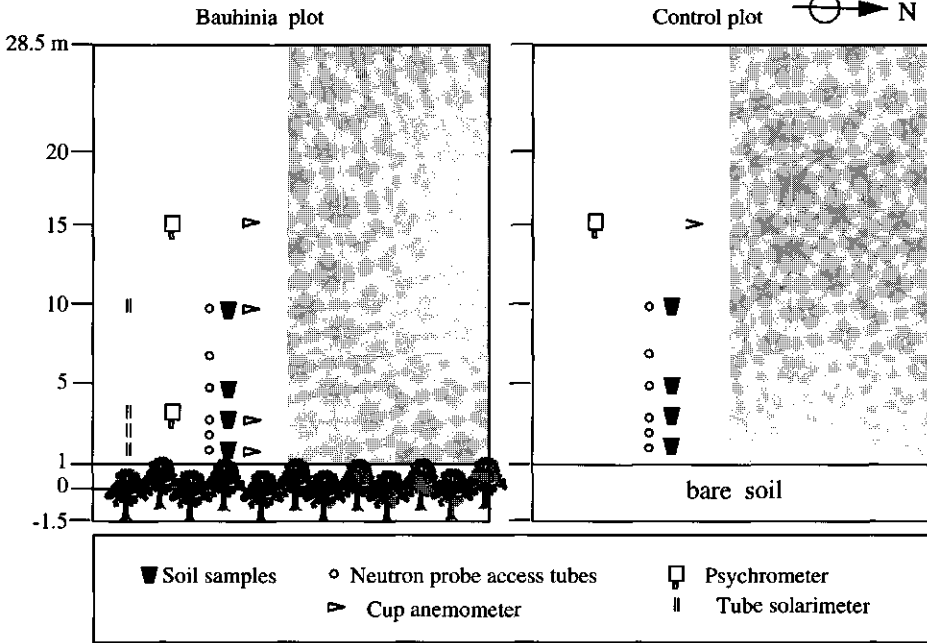 Bauhinia plot
Control plot
N
28.5 m
20
15
10
5
1
0
-1.5
bare soil
Soil samples
Neutron probe access tubes
Psychrometer
Cup anemometer
Tube solarimeter